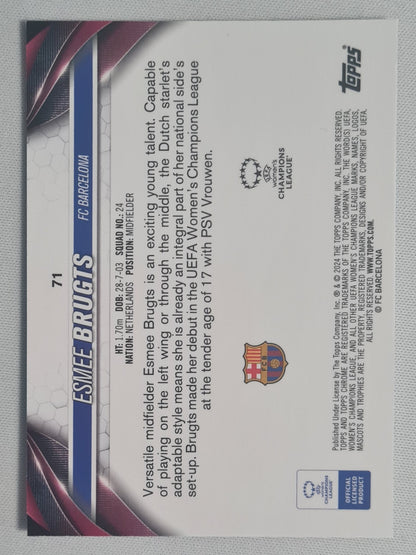 71
ESMEE BRUGTS
FC BARCELONA
HT: 1.70m DOB: 28-7-03 SQUAD NO.: 24
NATION: NETHERLANDS POSITION: MIDFIELDER
Versatile midfielder Esmee Brugts is an exciting young talent. Capable
of playing on the left wing or through the middle, the Dutch starlet's
adaptable style means she is already an integral part of her national side's
set-up. Brugts made her debut in the UEFA Women's Champions League
at the tender age of 17 with PSV Vrouwen.
FCB
UEFA
WOMEN'S
CHAMPIONS
LEAGUE
UEFA
WOMEN'S
CHAMPIONS
LEAGUE
OFFICIAL
LICENSED
PRODUCT
Published Under License by The Topps Company, Inc. ® & © 2024 THE TOPPS COMPANY, INC. ALL RIGHTS RESERVED.
TOPPS AND TOPPS CHROME ARE REGISTERED TRADEMARKS OF THE TOPPS COMPANY, INC. THE WORD(S) UEFA,
WOMEN'S CHAMPIONS LEAGUE, AND ALL OTHER UEFA WOMEN'S CHAMPIONS LEAGUE MARKS, NAMES, LOGOS,
MASCOTS AND TROPHIES ARE THE PROPERTY, REGISTERED TRADEMARKS, DESIGNS AND/OR COPYRIGHT OF UEFA.
ALL RIGHTS RESERVED. WWW.TOPPS.COM.
© FC BARCELONA
TOPPS